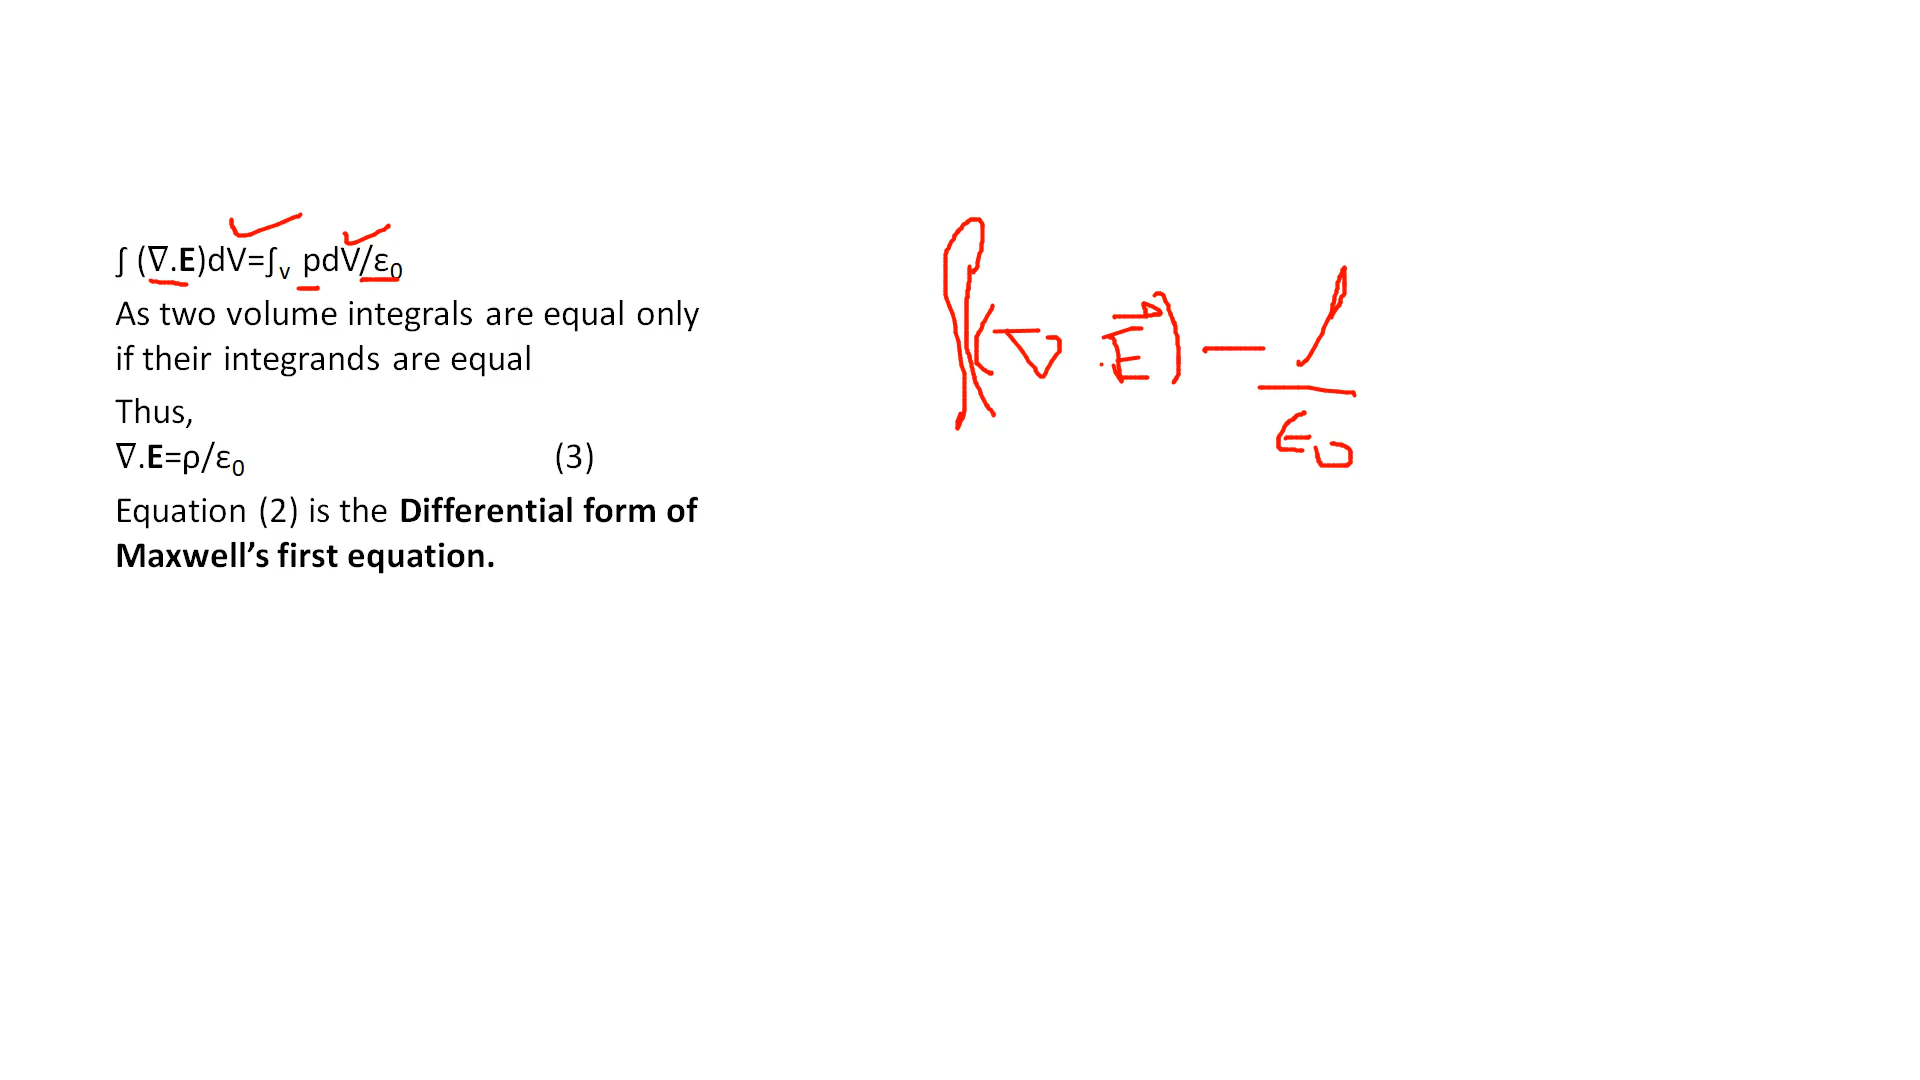 ∫ (∇.E)dV=∫v pdV/ε0
As two volume integrals are equal only
if their integrands are equal
Thus,
∇.E=ρ/ε0 (3)
Equation (2) is the Differential form of
Maxwell’s first equation.
∫(∇ .E⃗) — ρ/ε0